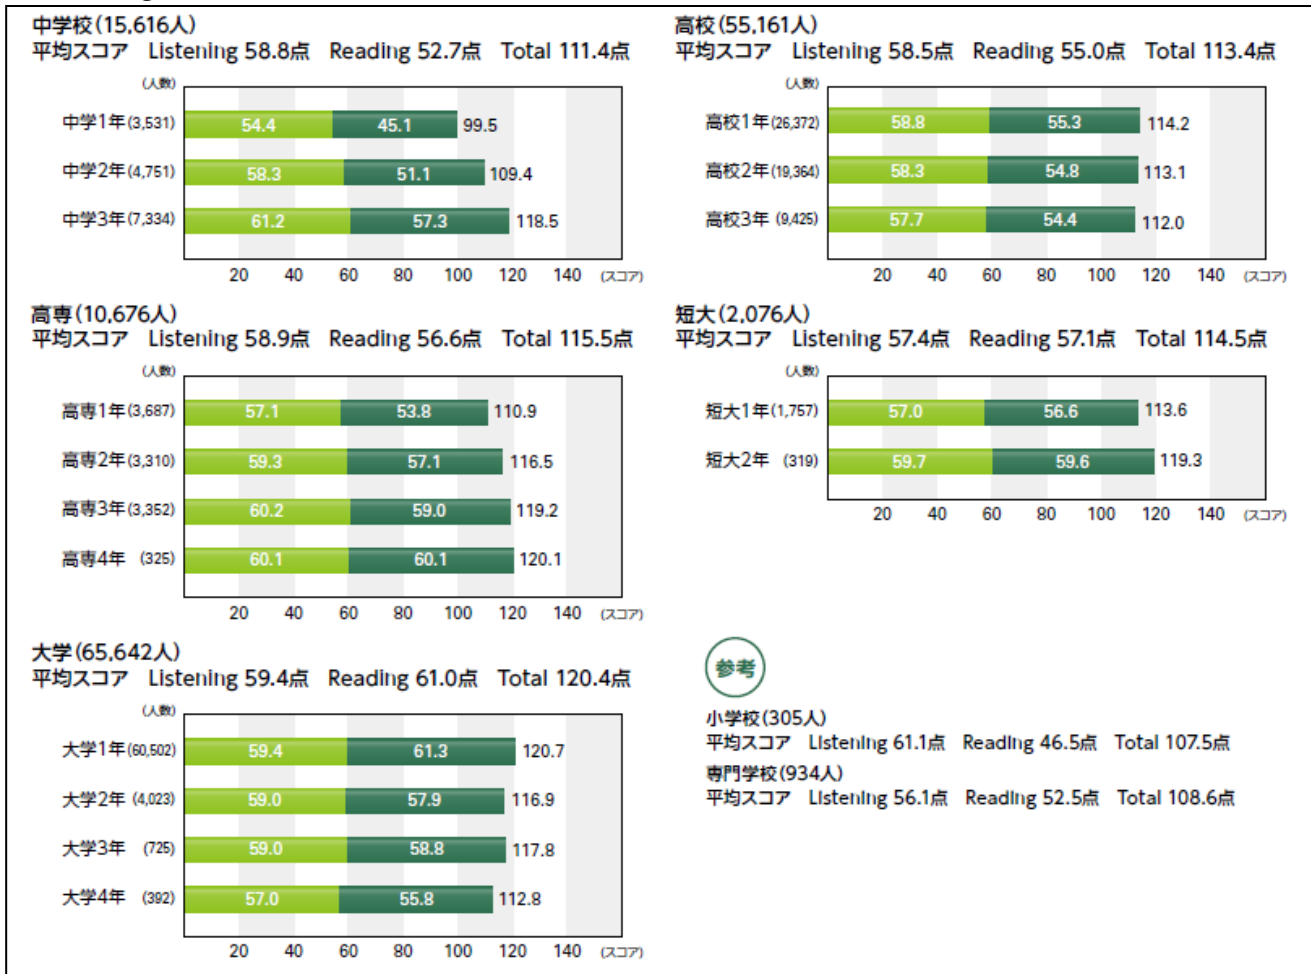 中学校(15,616人)
平均スコア Listening 58.8点 Reading 52.7点 Total 111.4点
(人数)
中学1年(3,531) 54.4 45.1 99.5
中学2年(4,751) 58.3 51.1 109.4
中学3年(7,334) 61.2 57.3 118.5
20 40 60 80 100 120 140 (スコア)
高校(55,161人)
平均スコア Listening 58.5点 Reading 55.0点 Total 113.4点
(人数)
高校1年(26,372) 58.8 55.3 114.2
高校2年(19,364) 58.3 54.8 113.1
高校3年(9,425) 57.7 54.4 112.0
20 40 60 80 100 120 140 (スコア)
高専(10,676人)
平均スコア Listening 58.9点 Reading 56.6点 Total 115.5点
(人数)
高専1年(3,687) 57.1 53.8 110.9
高専2年(3,310) 59.3 57.1 116.5
高専3年(3,352) 60.2 59.0 119.2
高専4年(325) 60.1 60.1 120.1
20 40 60 80 100 120 140 (スコア)
短大(2,076人)
平均スコア Listening 57.4点 Reading 57.1点 Total 114.5点
(人数)
短大1年(1,757) 57.0 56.6 113.6
短大2年(319) 59.7 59.6 119.3
20 40 60 80 100 120 140 (スコア)
大学(65,642人)
平均スコア Listening 59.4点 Reading 61.0点 Total 120.4点
(人数)
大学1年(60,502) 59.4 61.3 120.7
大学2年(4,023) 59.0 57.9 116.9
大学3年(725) 59.0 58.8 117.8
大学4年(392) 57.0 55.8 112.8
20 40 60 80 100 120 140 (スコア)
参考
小学校(305人)
平均スコア Listening 61.1点 Reading 46.5点 Total 107.5点
専門学校(934人)
平均スコア Listening 56.1点 Reading 52.5点 Total 108.6点